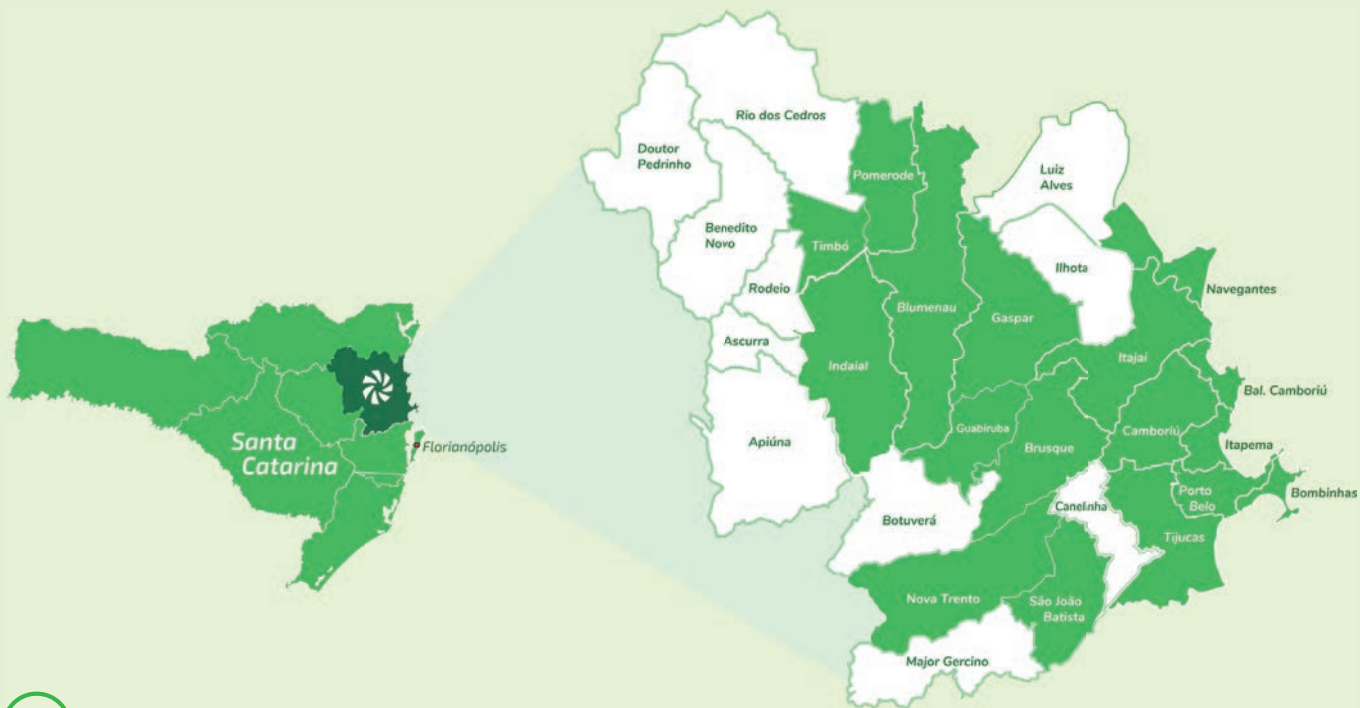 Santa
Catarina
Florianópolis
Rio dos Cedros
Doutor
Pedrinho
Pomerode
Luiz
Alves
Benedito
Novo
Timbó
Ilhota
Rodeio
Navegantes
Blumenau
Gaspar
Ascurra
Itajaí
Indaial
Bal. Camboriú
Guabiruba
Camboriú
Apiúna
Brusque
Itapema
Porto
Belo
Bombinhas
Canelinha
Botuverá
Tijucas
Nova Trento
São João
Batista
Major Gercino